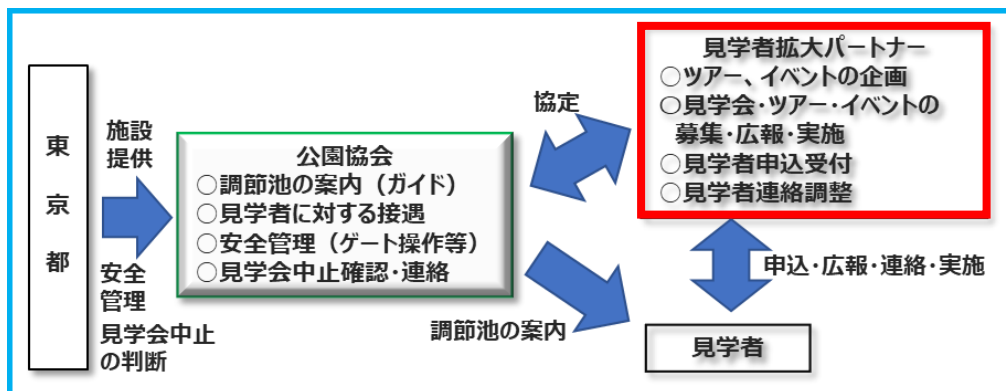 東京都
施設
提供
安全
管理
見学会中止
の判断
公園協会
○調節池の案内（ガイド）
○見学者に対する接遇
○安全管理（ゲート操作等）
○見学会中止確認・連絡
協定
見学者拡大パートナー
○ツアー、イベントの企画
○見学会・ツアー・イベントの
募集・広報・実施
○見学者申込受付
○見学者連絡調整
調節池の案内
申込・広報・連絡・実施
見学者